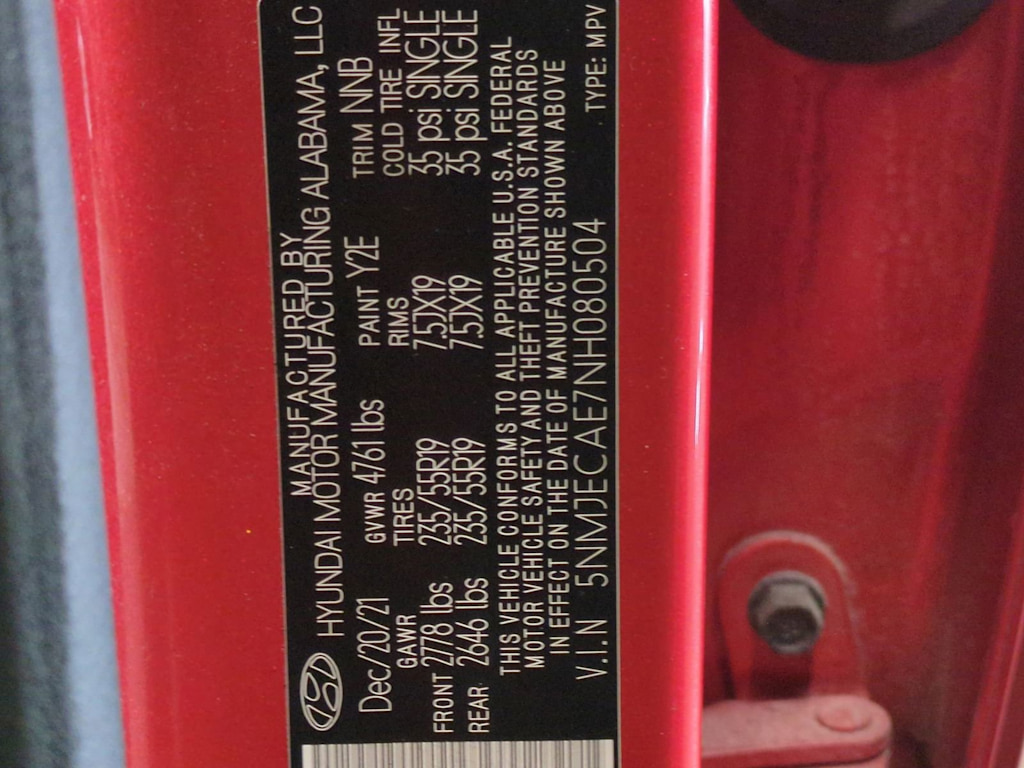 MANUFACTURED BY
HYUNDAI MOTOR MANUFACTURING ALABAMA, LLC
Dec/20/21 GVWR 4761 lbs PAINT Y2E TRIM NNB
GAWR TIRES RIMS COLD TIRE INFL
FRONT 2778 lbs 235/55R19 7.5JX19 35 psi SINGLE
REAR 2646 lbs 235/55R19 7.5JX19 35 psi SINGLE
THIS VEHICLE CONFORMS TO ALL APPLICABLE U.S.A. FEDERAL
MOTOR VEHICLE SAFETY AND THEFT PREVENTION STANDARDS
IN EFFECT ON THE DATE OF MANUFACTURE SHOWN ABOVE
V.I.N 5NMJECAE7NH080504 TYPE: MPV